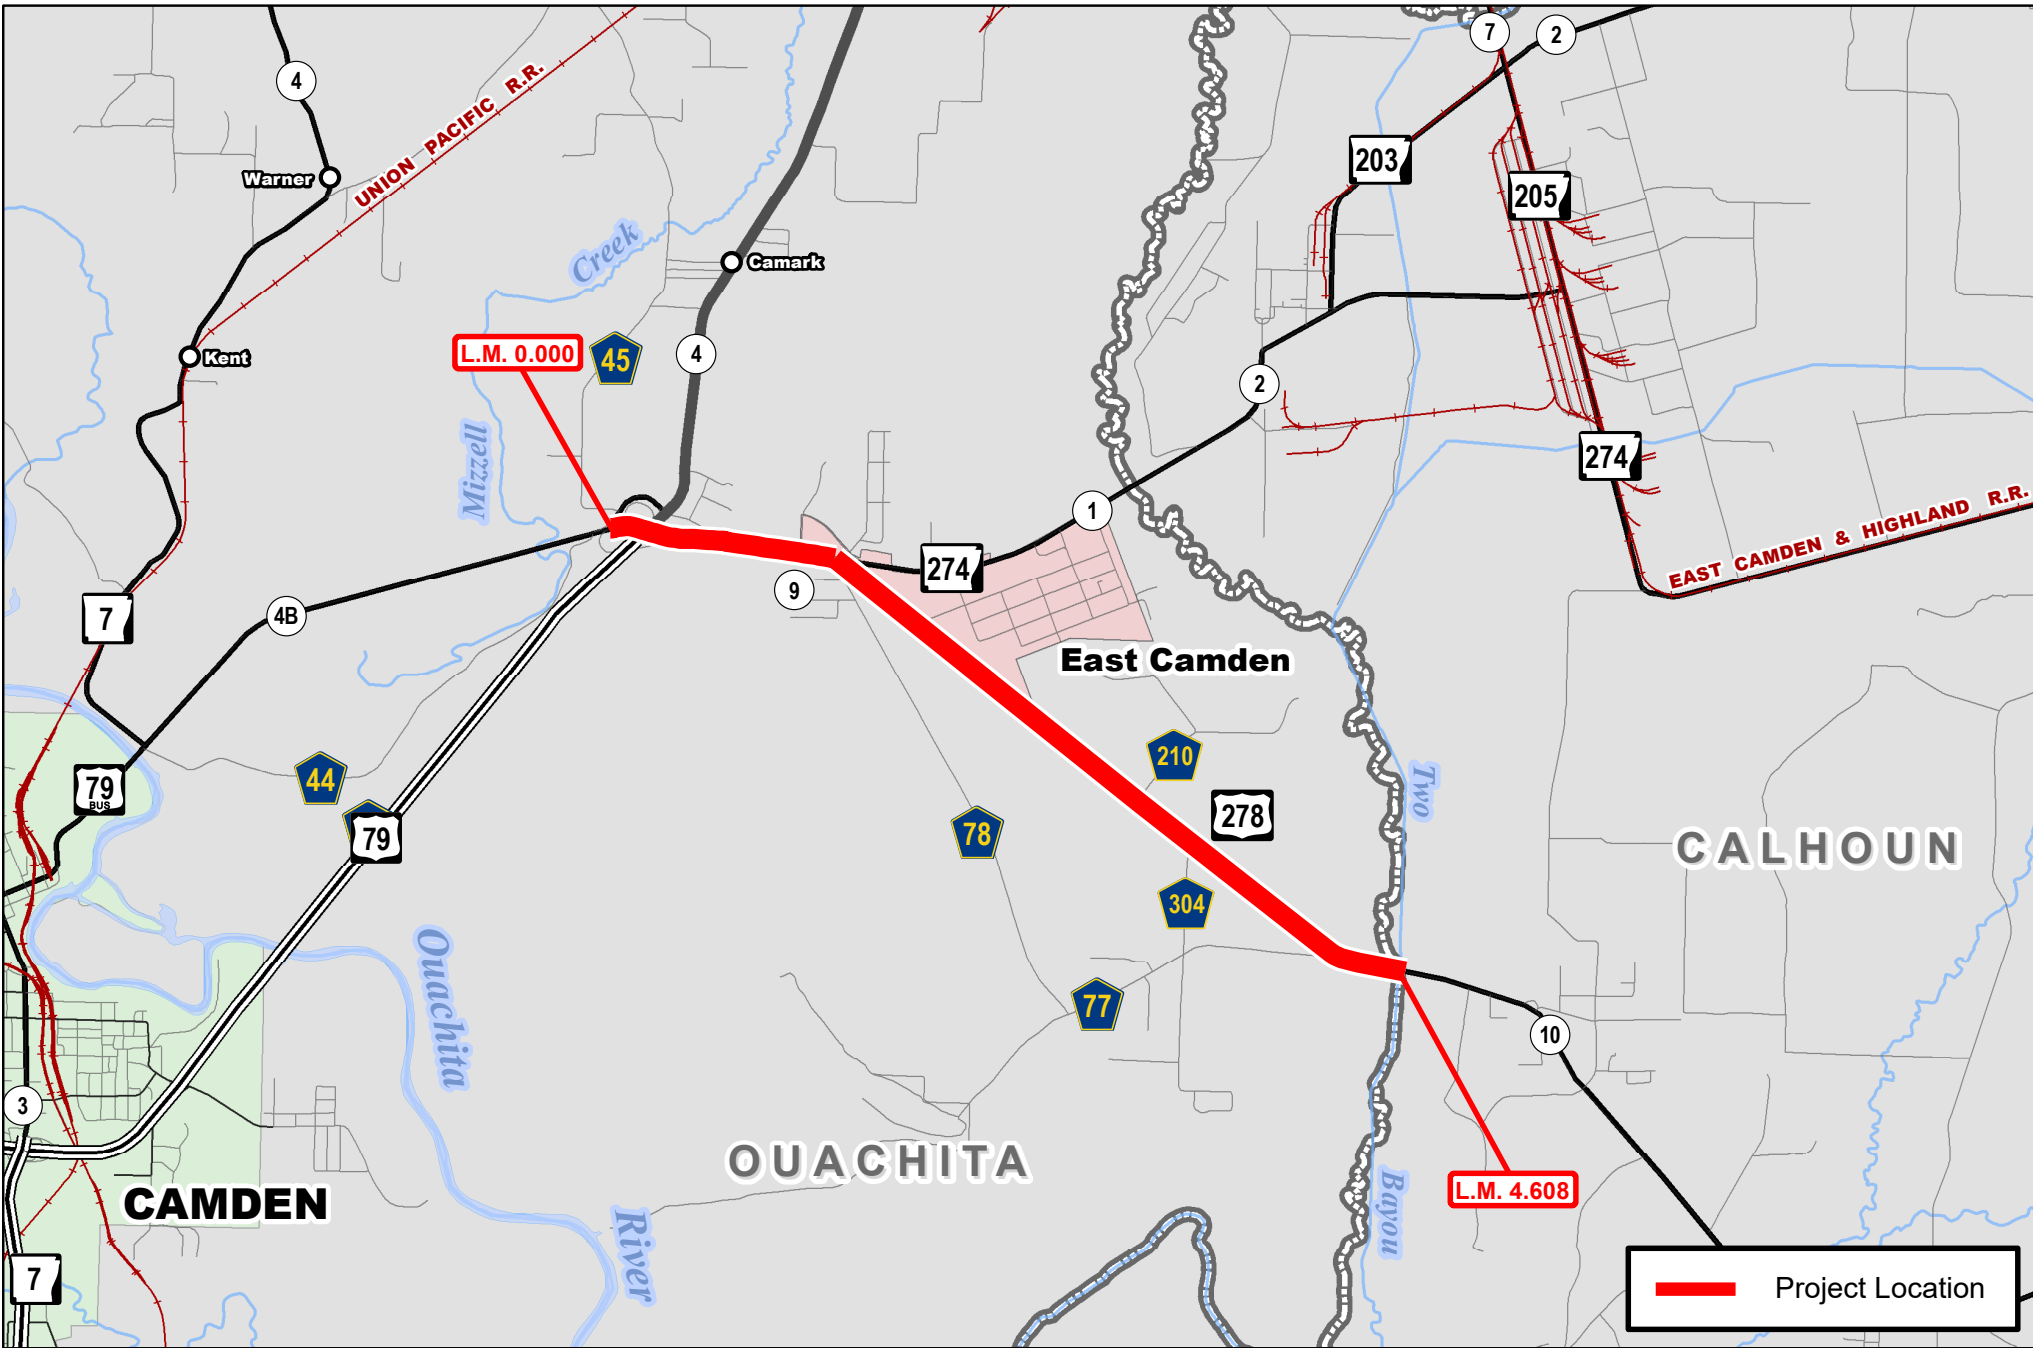 7
2
4
UNION PACIFIC R.R.
203
Warner
205
Creek
Camark
L.M. 0.000
45
4
Kent
2
Mizzell
274
EAST CAMDEN & HIGHLAND R.R.
1
274
9
7
4B
East Camden
44
79
BUS
210
Two
278
79
78
CALHOUN
304
Ouachita
77
10
3
OUACHITA
L.M. 4.608
CAMDEN
Bayou
River
7
Project Location